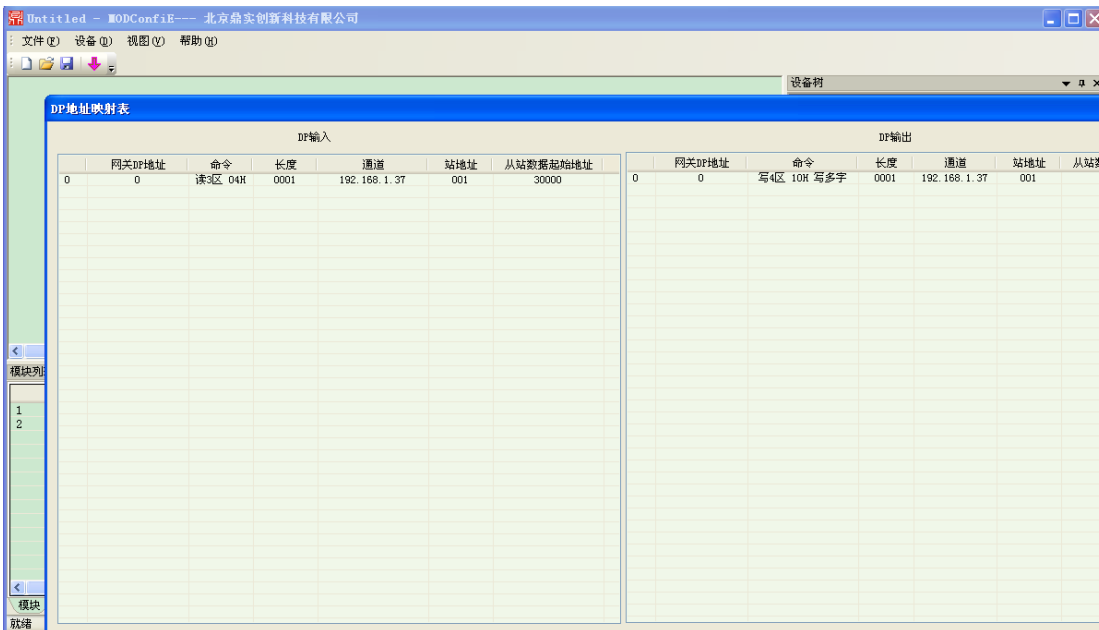 Untitled - MODConfiE--- 北京鼎实创新科技有限公司
文件(F) 设备(D) 视图(V) 帮助(H)
设备树
DP地址映射表
DP输入
网关DP地址 命令 长度 通道 站地址 从站数据起始地址
0 0 读3区 04H 0001 192.168.1.37 001 30000
DP输出
网关DP地址 命令 长度 通道 站地址
0 0 写4区 10H 写多字 0001 192.168.1.37 001
模块列
1
2
模块
就绪